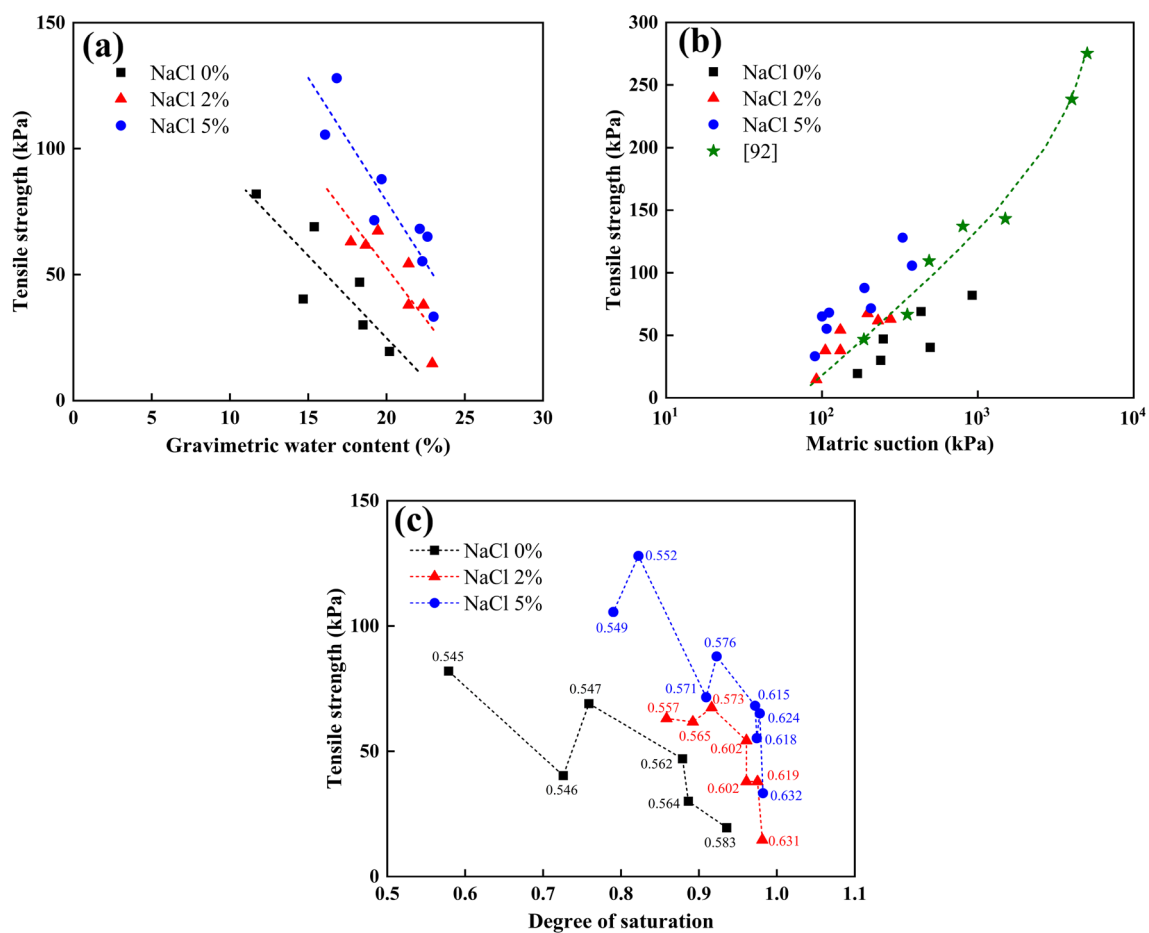 (a)
NaCl 0%
NaCl 2%
NaCl 5%
150
100
50
0
Tensile strength (kPa)
0 5 10 15 20 25 30
Gravimetric water content (%)
(b)
NaCl 0%
NaCl 2%
NaCl 5%
[92]
300
250
200
150
100
50
0
Tensile strength (kPa)
10¹ 10² 10³ 10⁴
Matric suction (kPa)
(c)
NaCl 0%
NaCl 2%
NaCl 5%
150
100
50
0
Tensile strength (kPa)
0.552
0.549
0.576
0.545
0.547
0.571
0.573
0.615
0.557
0.624
0.565
0.602
0.618
0.562
0.546
0.564
0.602
0.619
0.632
0.583
0.631
0.5 0.6 0.7 0.8 0.9 1.0 1.1
Degree of saturation